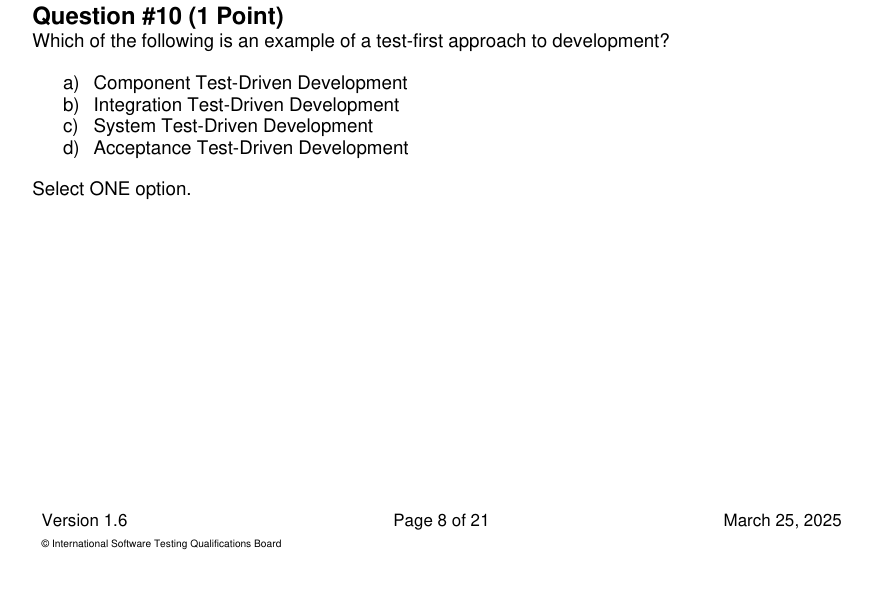 Question #10 (1 Point)
Which of the following is an example of a test-first approach to development?
a) Component Test-Driven Development
b) Integration Test-Driven Development
c) System Test-Driven Development
d) Acceptance Test-Driven Development
Select ONE option.
Version 1.6 Page 8 of 21 March 25, 2025
© International Software Testing Qualifications Board